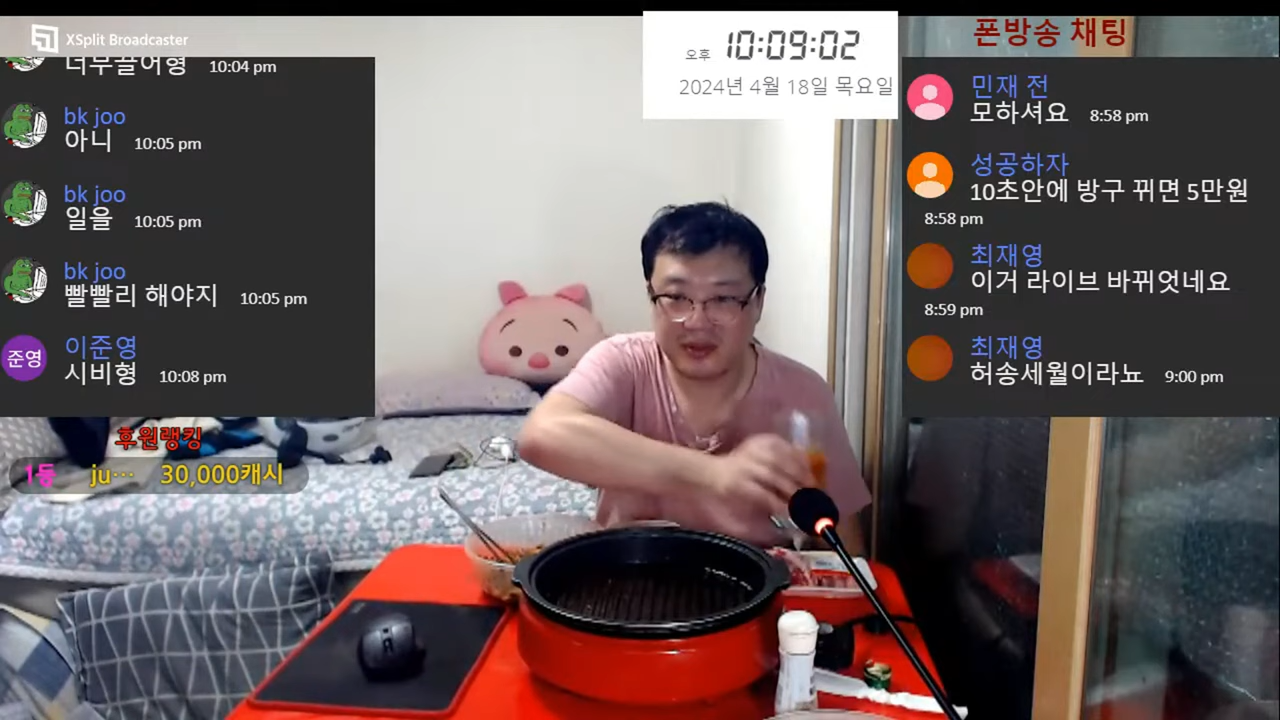 XSplit Broadcaster
너무끌어형 10:04 pm
bk joo
아니 10:05 pm
bk joo
일을 10:05 pm
bk joo
빨빨리 해야지 10:05 pm
준영
이준영
시비형 10:08 pm
후원랭킹
1등 ju… 30,000캐시
오후 10:09:02
2024년 4월 18일 목요일
폰방송 채팅
민재 전
모하셔요 8:58 pm
성공하자
10초안에 방구 뀌면 5만원
8:58 pm
최재영
이거 라이브 바뀌엇네요
8:59 pm
최재영
허송세월이라뇨 9:00 pm